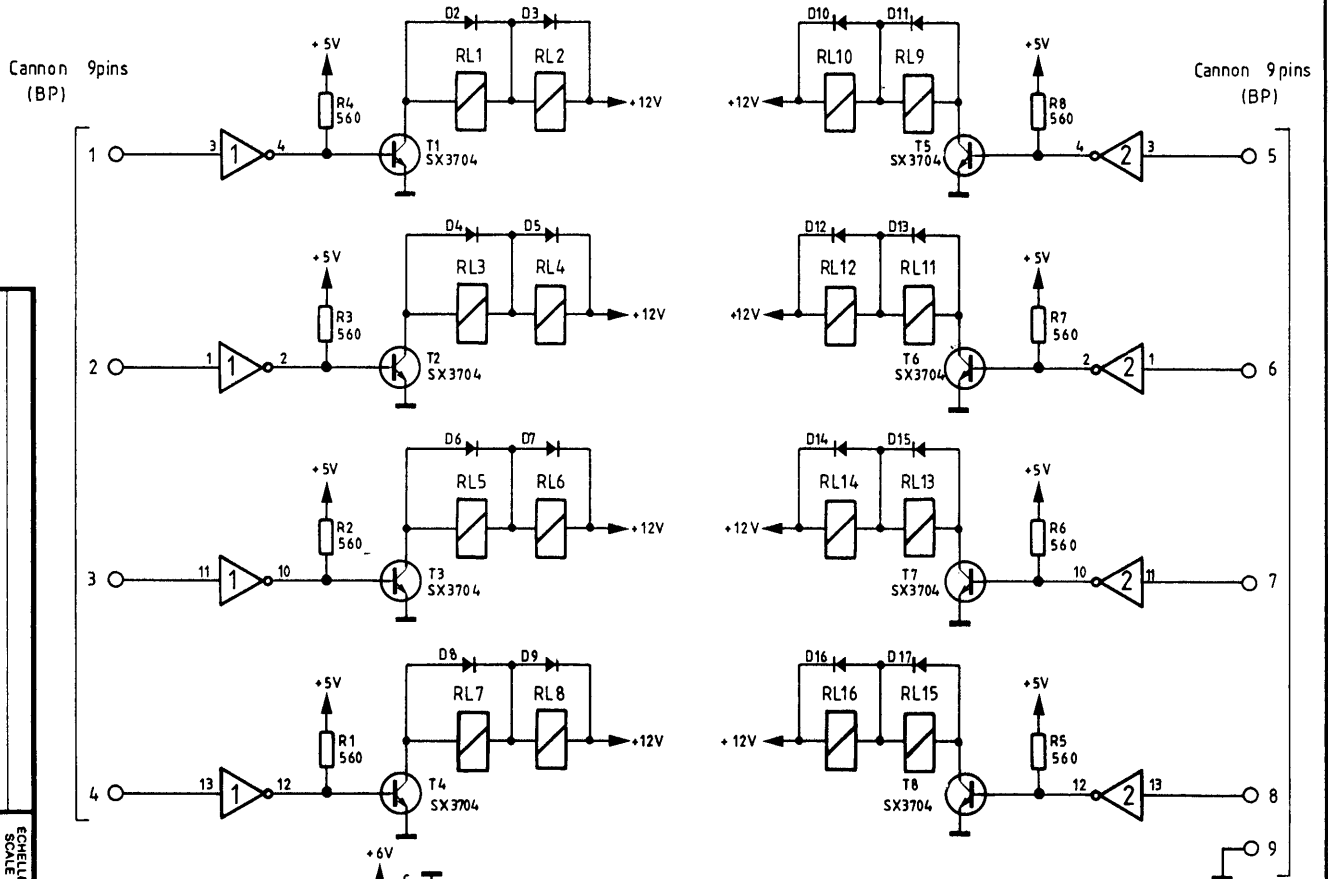 Cannon 9pins
(BP)
Cannon 9pins
(BP)
D2 D3
RL1 RL2
+5V
R4
560
+12V
1 3 1 4
T1
SX3704
D10 D11
RL10 RL9
+12V
+5V
R8
560
T5
SX3704
4 2 3 5
D4 D5
RL3 RL4
+5V
R3
560
+12V
2 1 1 2
T2
SX3704
D12 D13
RL12 RL11
+12V
+5V
R7
560
T6
SX3704
2 2 1 6
D6 D7
RL5 RL6
+5V
R2
560
+12V
3 11 1 10
T3
SX3704
D14 D15
RL14 RL13
+12V
+5V
R6
560
T7
SX3704
10 2 11 7
D8 D9
RL7 RL8
+5V
R1
560
+12V
4 13 1 12
T4
SX3704
D16 D17
RL16 RL15
+12V
+5V
R5
560
T8
SX3704
12 2 13 8
9
+6V
SCALE